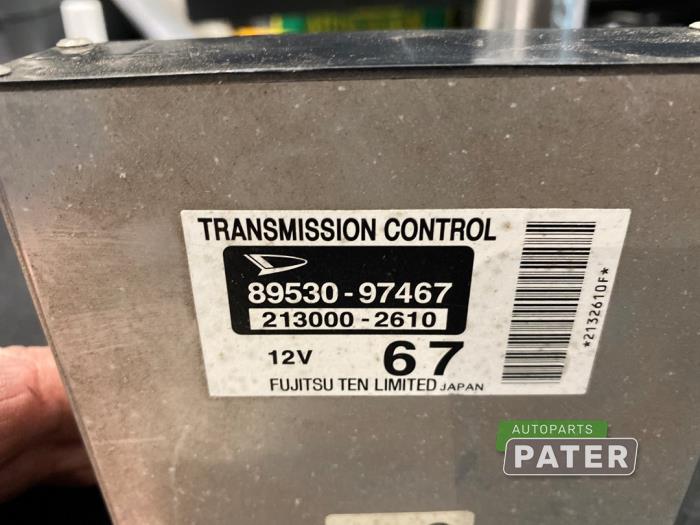 TRANSMISSION CONTROL
89530-97467
213000-2610
12V 67
FUJITSU TEN LIMITED JAPAN
*2132610F*
AUTOPARTS
PATER